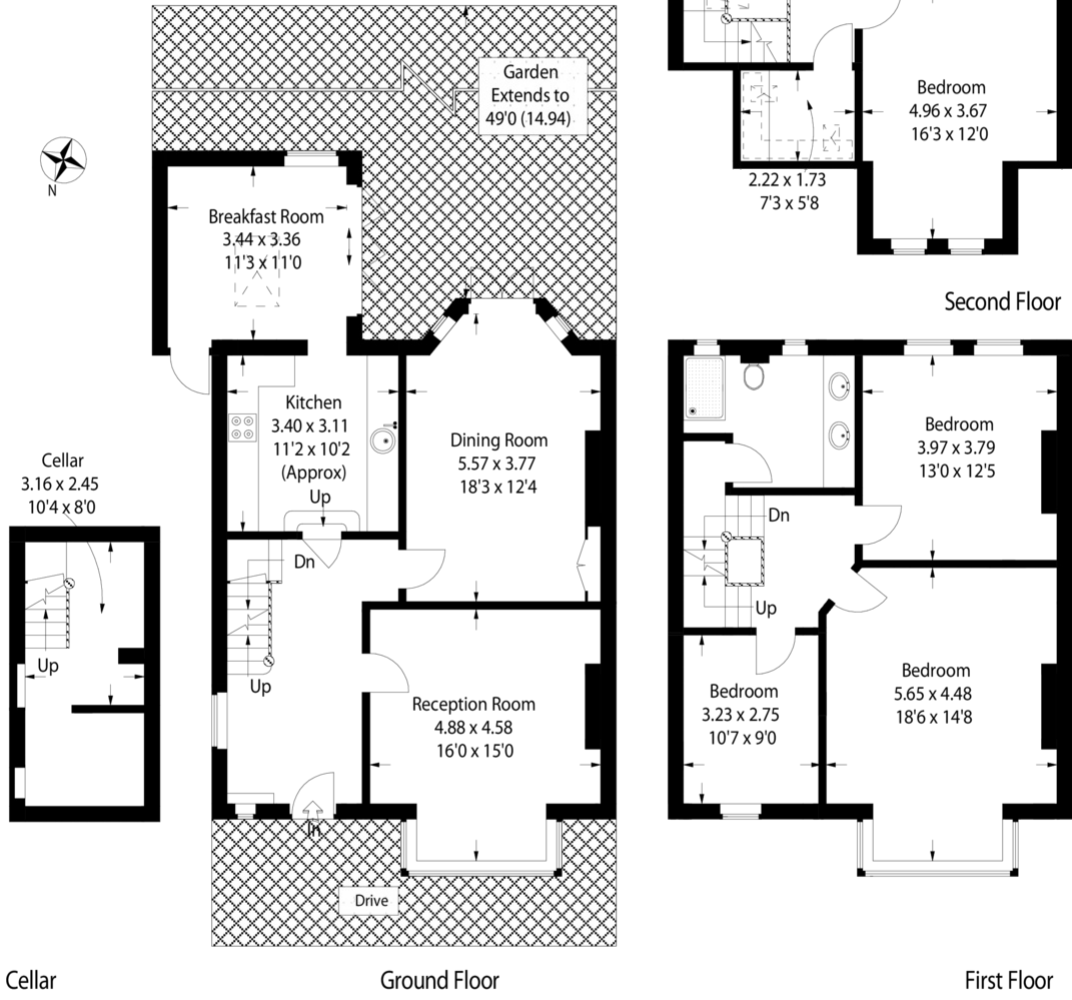 Garden
Extends to
49'0 (14.94)
N
Breakfast Room
3.44 x 3.36
11'3 x 11'0
Kitchen
3.40 x 3.11
11'2 x 10'2
(Approx)
Up
Dining Room
5.57 x 3.77
18'3 x 12'4
Cellar
3.16 x 2.45
10'4 x 8'0
Up
Dn
Up
Reception Room
4.88 x 4.58
16'0 x 15'0
In
Drive
Cellar
Ground Floor
Bedroom
4.96 x 3.67
16'3 x 12'0
2.22 x 1.73
7'3 x 5'8
Second Floor
Bedroom
3.97 x 3.79
13'0 x 12'5
Dn
Up
Bedroom
3.23 x 2.75
10'7 x 9'0
Bedroom
5.65 x 4.48
18'6 x 14'8
First Floor